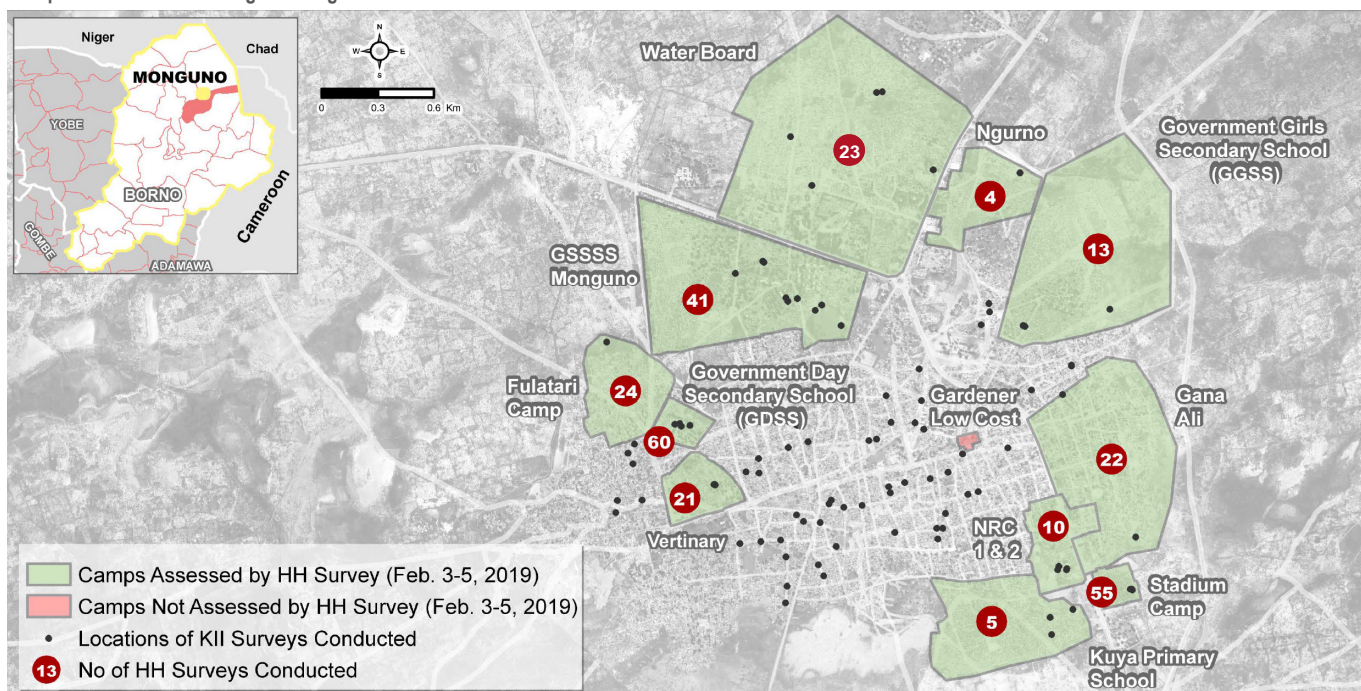 Niger
Chad
MONGUNO
YOBE
BORNO
GOMBE
ADAMAWA
Cameroon
N
W
E
S
0
0.3
0.6 Km
Water Board
23
Ngurno
4
Government Girls
Secondary School
(GGSS)
13
GSSSS
Monguno
41
Fulatari
Camp
24
Government Day
Secondary School
(GDSS)
60
Gardener
Low Cost
Gana
Ali
22
21
Vertinary
NRC
1 & 2
10
55
Stadium
Camp
5
Kuya Primary
School
Camps Assessed by HH Survey (Feb. 3-5, 2019)
Camps Not Assessed by HH Survey (Feb. 3-5, 2019)
Locations of KII Surveys Conducted
13 No of HH Surveys Conducted